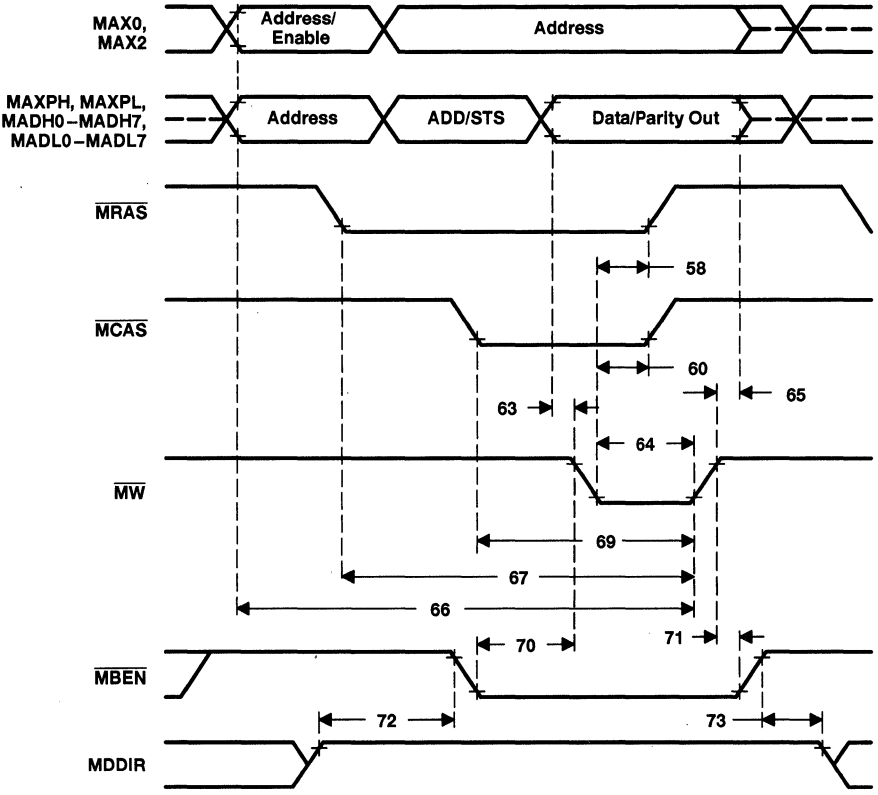 MAX0,
MAX2
Address/
Enable
Address
MAXPH, MAXPL,
MADH0–MADH7,
MADL0–MADL7
Address
ADD/STS
Data/Parity Out
MRAS
58
MCAS
60
63
65
64
MW
69
67
66
70
71
MBEN
72
73
MDDIR